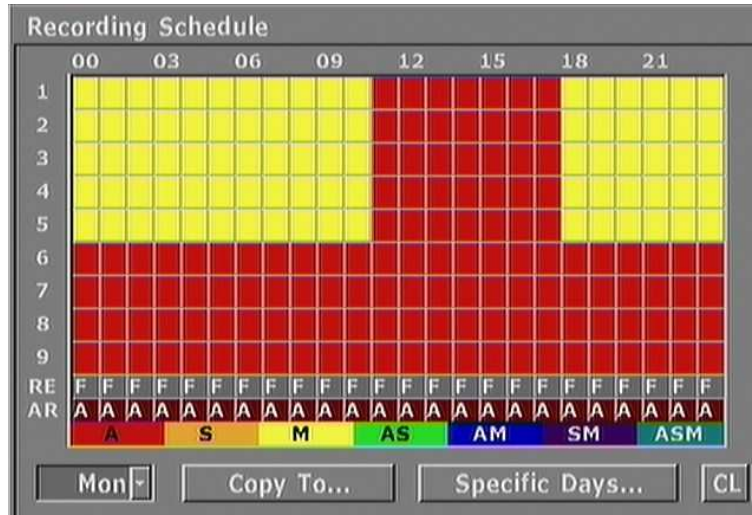 Recording Schedule
00 03 06 09 12 15 18 21
1
2
3
4
5
6
7
8
9
RE F F F F F F F F F F F F F F F F F F F F F F F F
AR A A A A A A A A A A A A A A A A A A A A A A A A
A S M AS AM SM ASM
Mon Copy To... Specific Days... CL